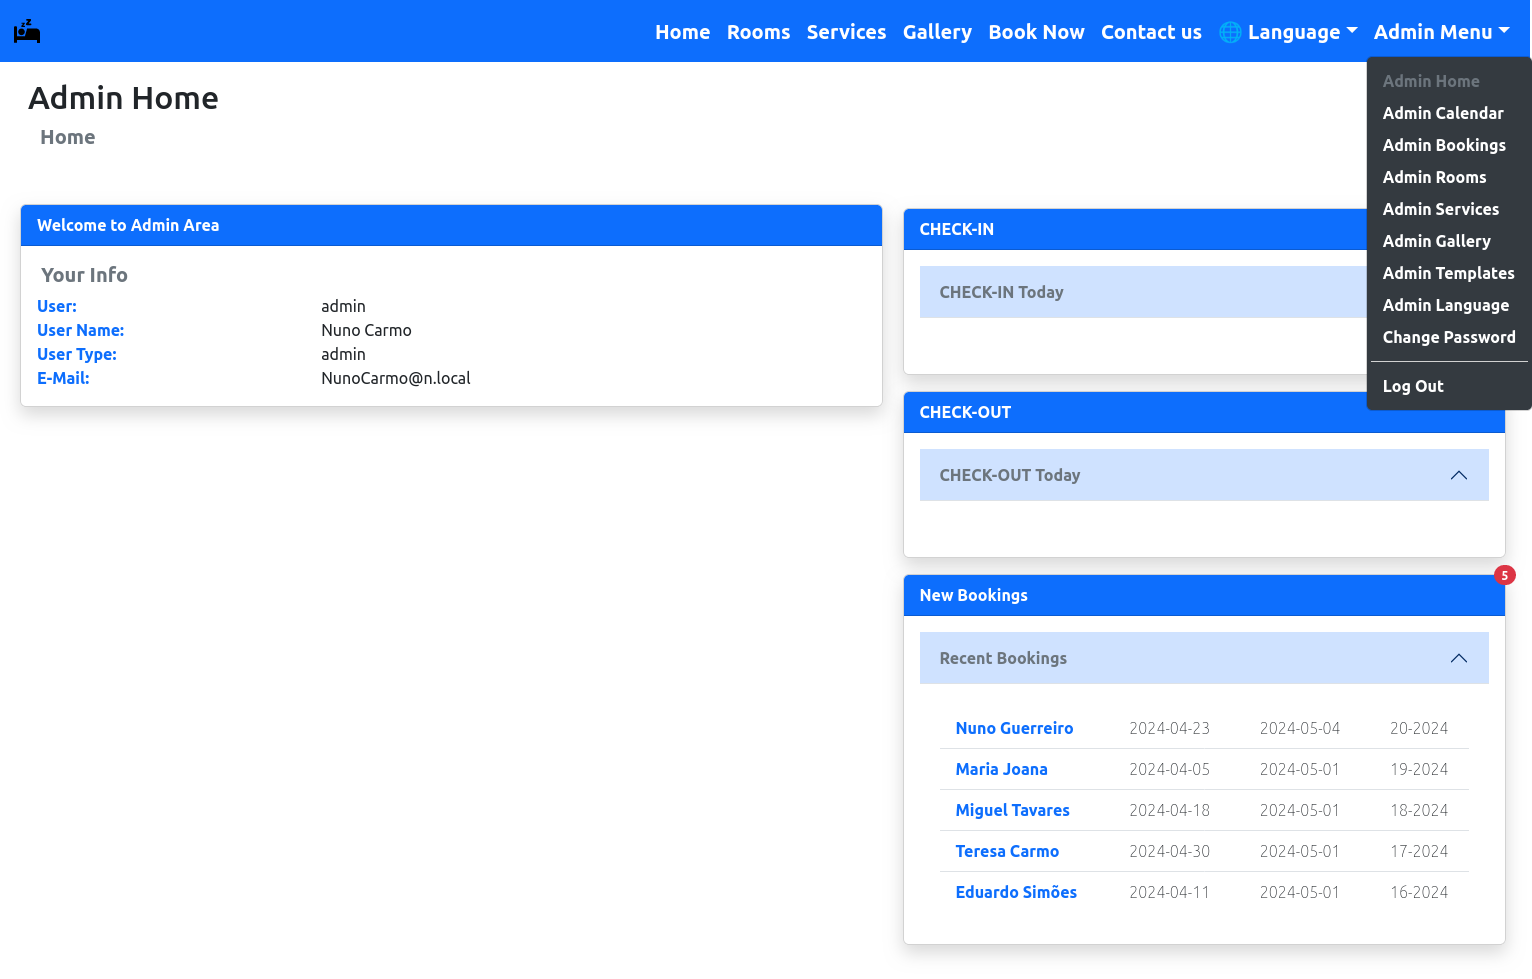 Home Rooms Services Gallery Book Now Contact us 🌐 Language Admin Menu
Admin Home
Admin Calendar
Admin Bookings
Admin Rooms
Admin Services
Admin Gallery
Admin Templates
Admin Language
Change Password
Log Out
Admin Home
Home
Welcome to Admin Area
Your Info
User: admin
User Name: Nuno Carmo
User Type: admin
E-Mail: NunoCarmo@n.local
CHECK-IN
CHECK-IN Today
CHECK-OUT
CHECK-OUT Today
New Bookings 5
Recent Bookings
Nuno Guerreiro 2024-04-23 2024-05-04 20-2024
Maria Joana 2024-04-05 2024-05-01 19-2024
Miguel Tavares 2024-04-18 2024-05-01 18-2024
Teresa Carmo 2024-04-30 2024-05-01 17-2024
Eduardo Simões 2024-04-11 2024-05-01 16-2024